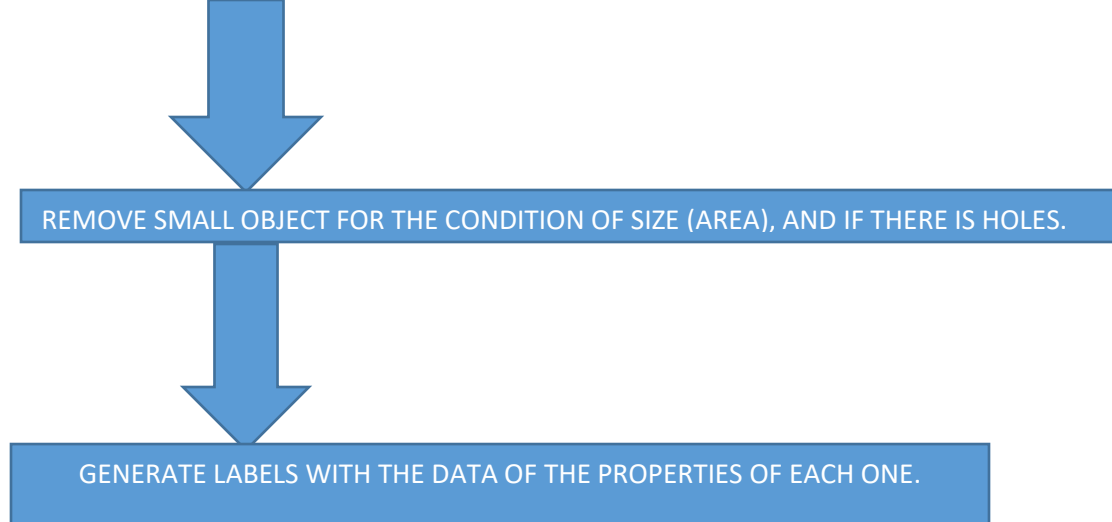 REMOVE SMALL OBJECT FOR THE CONDITION OF SIZE (AREA), AND IF THERE IS HOLES.
GENERATE LABELS WITH THE DATA OF THE PROPERTIES OF EACH ONE.